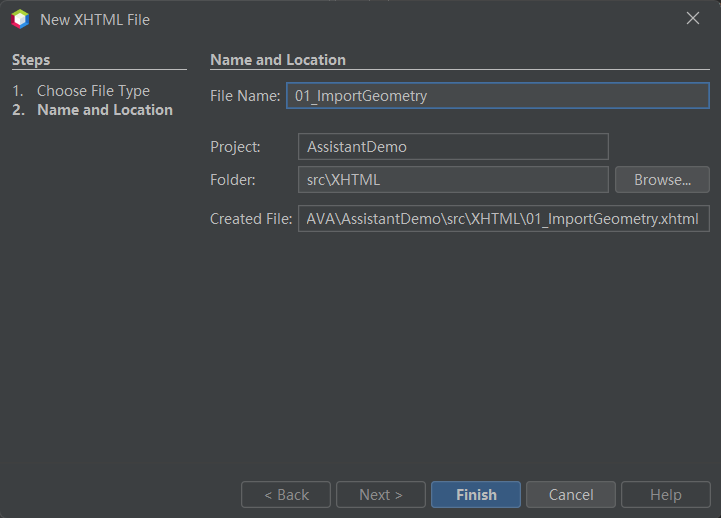 New XHTML File
Steps
1. Choose File Type
2. Name and Location
Name and Location
File Name: 01_ImportGeometry
Project: AssistantDemo
Folder: src\XHTML Browse...
Created File: AVA\AssistantDemo\src\XHTML\01_ImportGeometry.xhtml
< Back Next > Finish Cancel Help